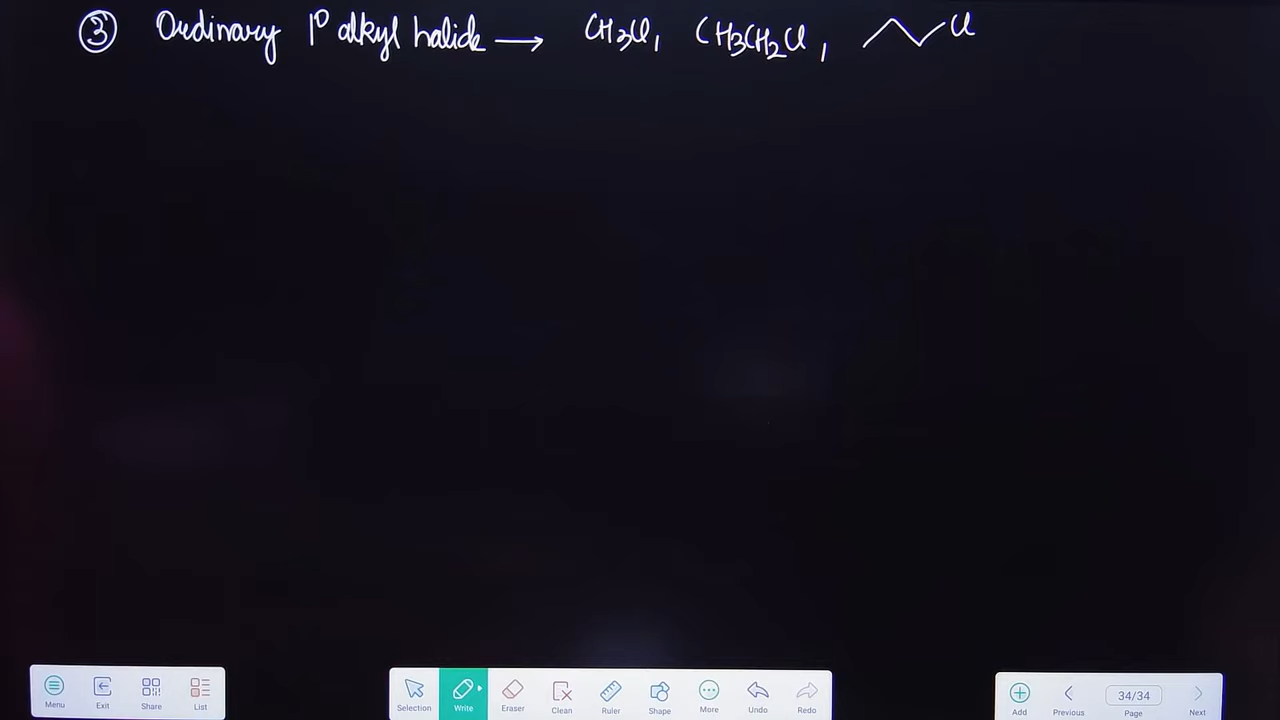 ③ Ordinary 1° alkyl halide → CH₃Cl, CH₃CH₂Cl, Cl
Menu Exit Share List Selection Write Eraser Clean Ruler Shape More Undo Redo Add Previous 34/34 Page Next